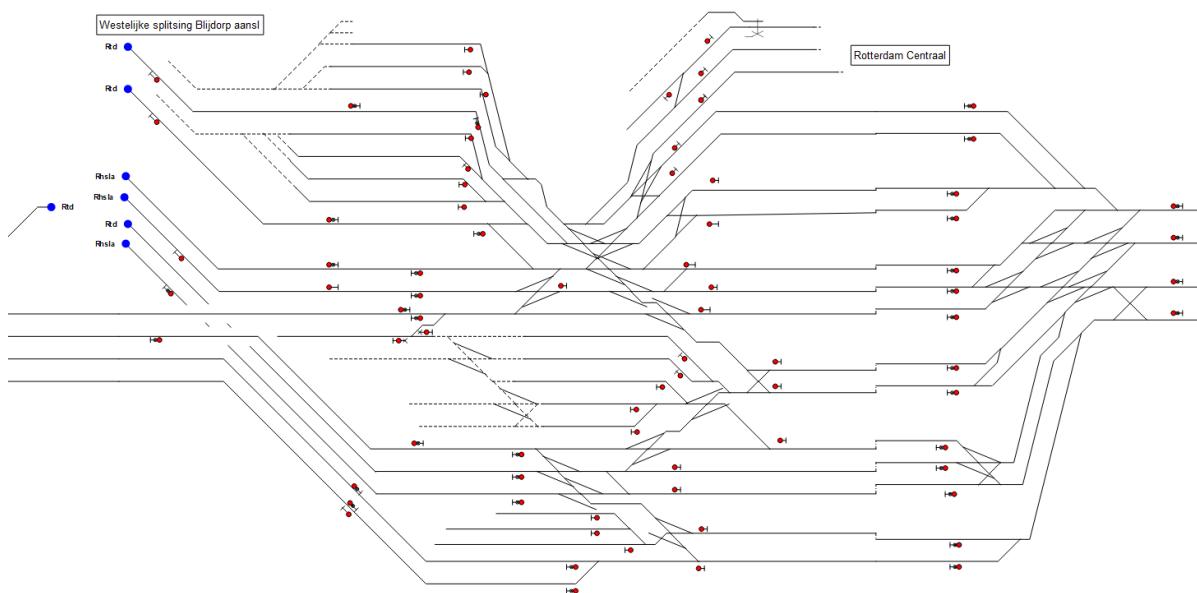 Westelijke splitsing Blijdorp aansl
Rtd
Rotterdam Centraal
Rtd
Rhsla
Rhsla
Rtd
Rtd
Rhsla